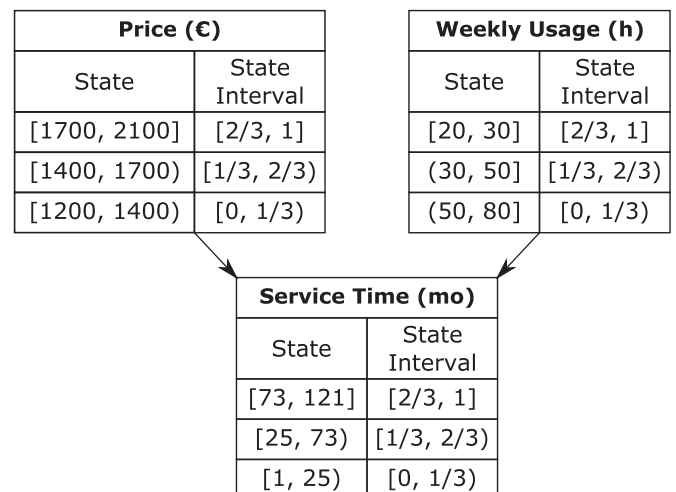 Price (€)
State State Interval
[1700, 2100] [2/3, 1]
[1400, 1700) [1/3, 2/3)
[1200, 1400) [0, 1/3)
Weekly Usage (h)
State State Interval
[20, 30] [2/3, 1]
(30, 50] [1/3, 2/3)
(50, 80] [0, 1/3)
Service Time (mo)
State State Interval
[73, 121] [2/3, 1]
[25, 73) [1/3, 2/3)
[1, 25) [0, 1/3)